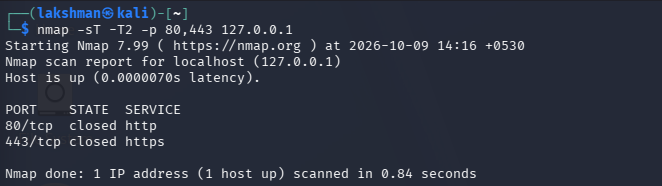 ┌──(lakshman㉿kali)-[~]
└─$ nmap -sT -T2 -p 80,443 127.0.0.1
Starting Nmap 7.99 ( https://nmap.org ) at 2026-10-09 14:16 +0530
Nmap scan report for localhost (127.0.0.1)
Host is up (0.0000070s latency).

PORT    STATE  SERVICE
80/tcp  closed http
443/tcp closed https

Nmap done: 1 IP address (1 host up) scanned in 0.84 seconds